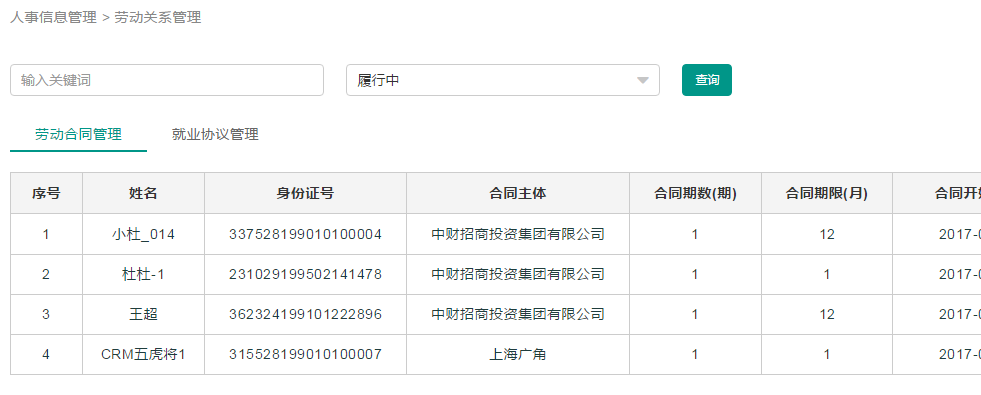 人事信息管理 > 劳动关系管理
输入关键词 履行中 查询
劳动合同管理 就业协议管理
序号 姓名 身份证号 合同主体 合同期数(期) 合同期限(月) 合同开
1 小杜_014 337528199010100004 中财招商投资集团有限公司 1 12 2017-0
2 杜杜-1 231029199502141478 中财招商投资集团有限公司 1 1 2017-0
3 王超 362324199101222896 中财招商投资集团有限公司 1 12 2017-0
4 CRM五虎将1 315528199010100007 上海广角 1 1 2017-0